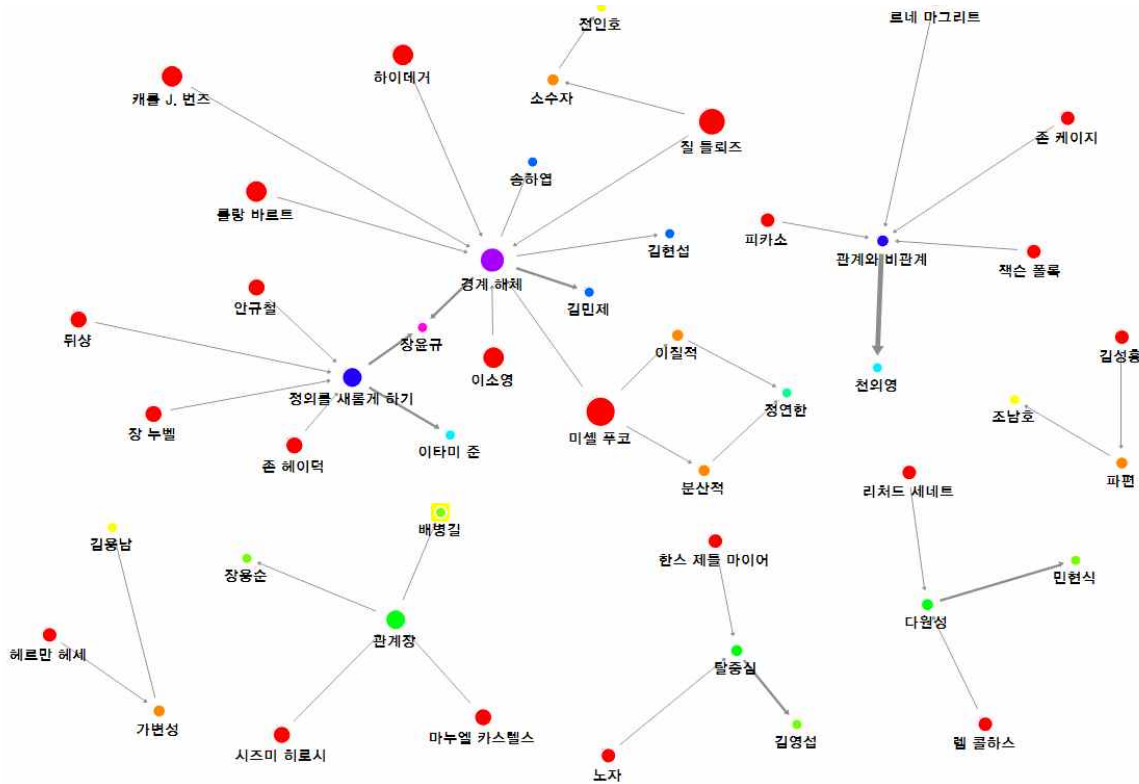 전인호
르네 마그리트
하이데거
캐롤 J. 번즈
소수자
질 들뢰즈
존 케이지
송하엽
롤랑 바르트
피카소
김현섭
관계와 비관계
잭슨 폴록
경계 해체
안규철
김민제
뒤샹
장윤규
이질적
김성홍
이소영
천의영
정의를 새롭게 하기
정연한
조남호
장 누벨
미셸 푸코
이타미 준
존 헤이덕
분산적
파편
리처드 세네트
배병길
김용남
한스 제들 마이어
장용순
민현식
다원성
관계장
헤르만 헤세
탈중심
가변성
마누엘 카스텔스
김영섭
렘 콜하스
시즈미 히로시
노자